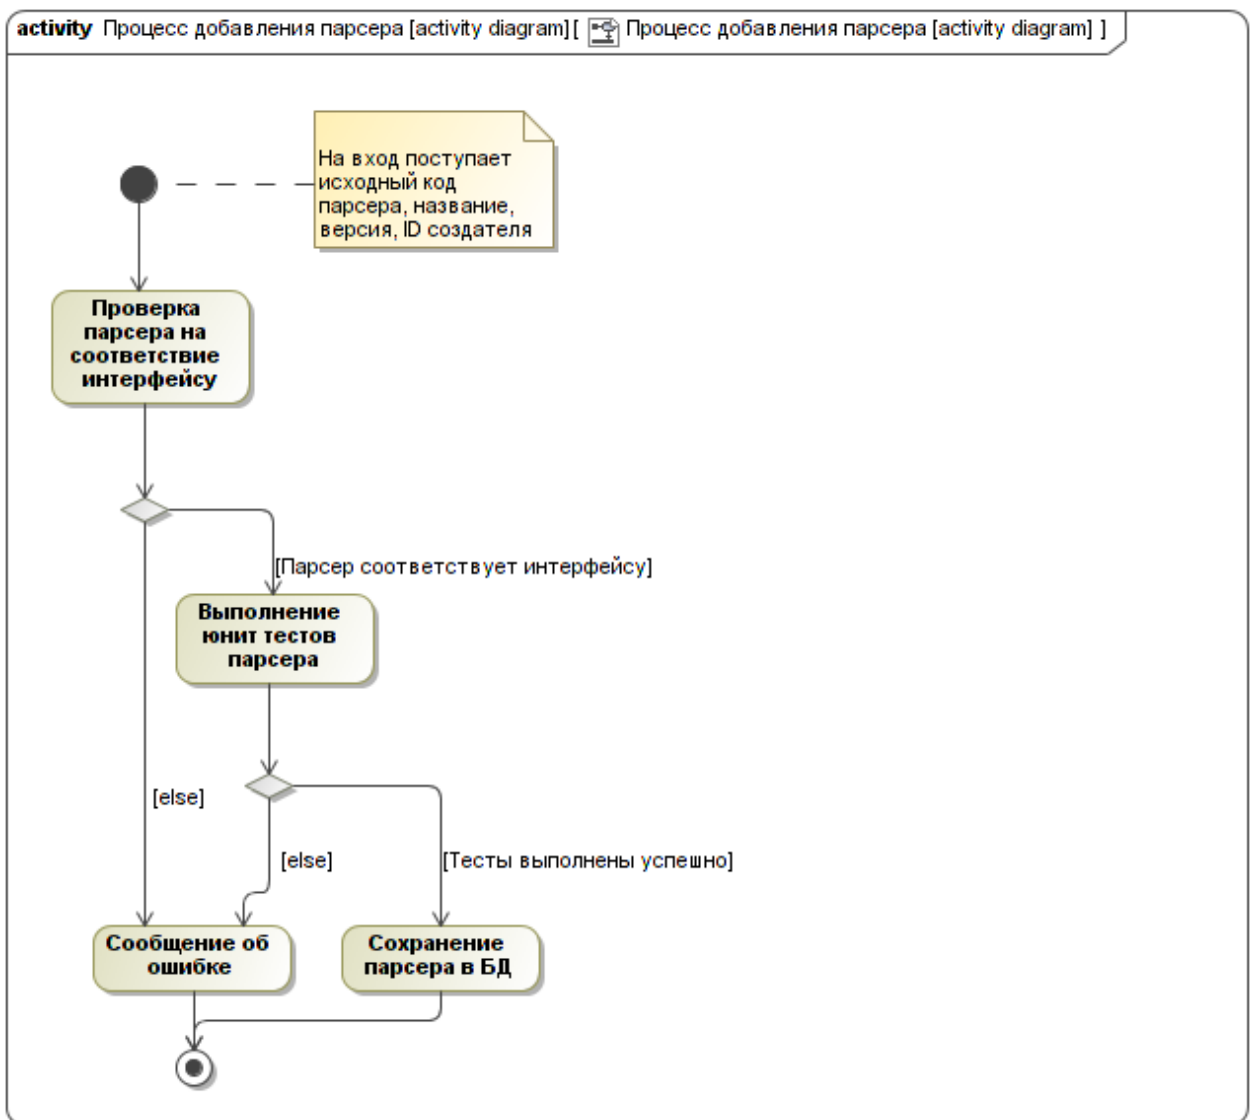 activity Процесс добавления парсера [activity diagram] [ Процесс добавления парсера [activity diagram] ]
На вход поступает
исходный код
парсера, название,
версия, ID создателя
Проверка
парсера на
соответствие
интерфейсу
[Парсер соответствует интерфейсу]
Выполнение
юнит тестов
парсера
[else]
[else]
[Тесты выполнены успешно]
Сообщение об
ошибке
Сохранение
парсера в БД